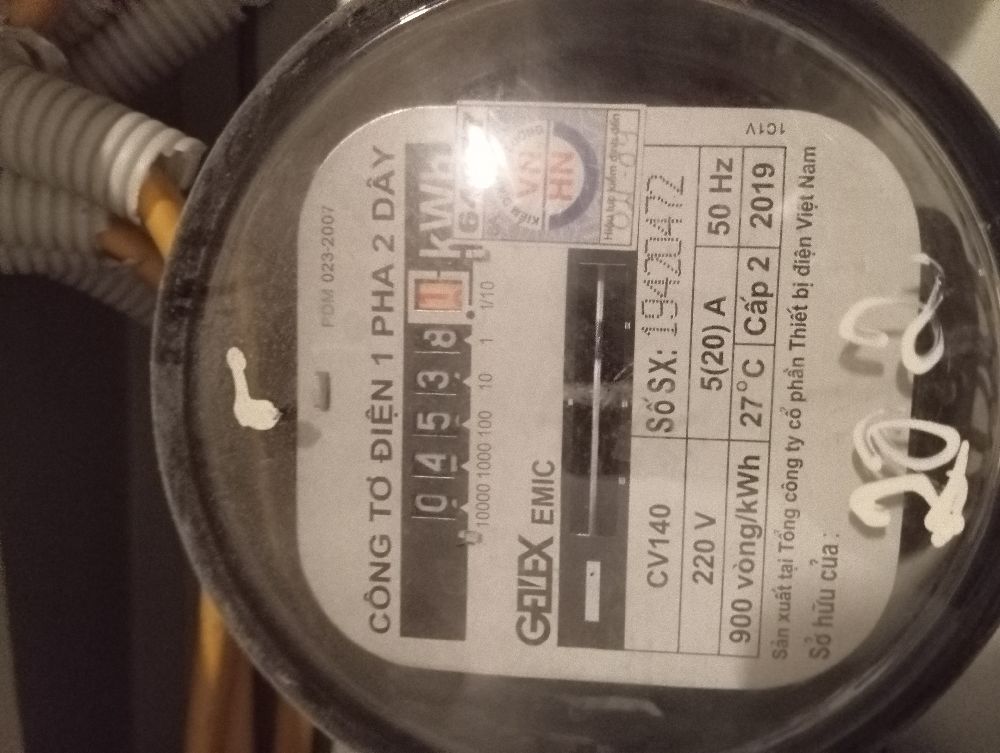 PDM 023-2007
CÔNG TƠ ĐIỆN 1 PHA 2 DÂY
0 4 5 3 8 1 kWh
10000 1000 100 10 1 1/10
GELEX EMIC
VN
HN
CV140 Số SX: 19420472
220 V 5(20) A 50 Hz
900 vòng/kWh 27°C Cấp 2 2019
Sản xuất tại Tổng công ty cổ phần Thiết bị điện Việt Nam
Sở hữu của :
1C1V